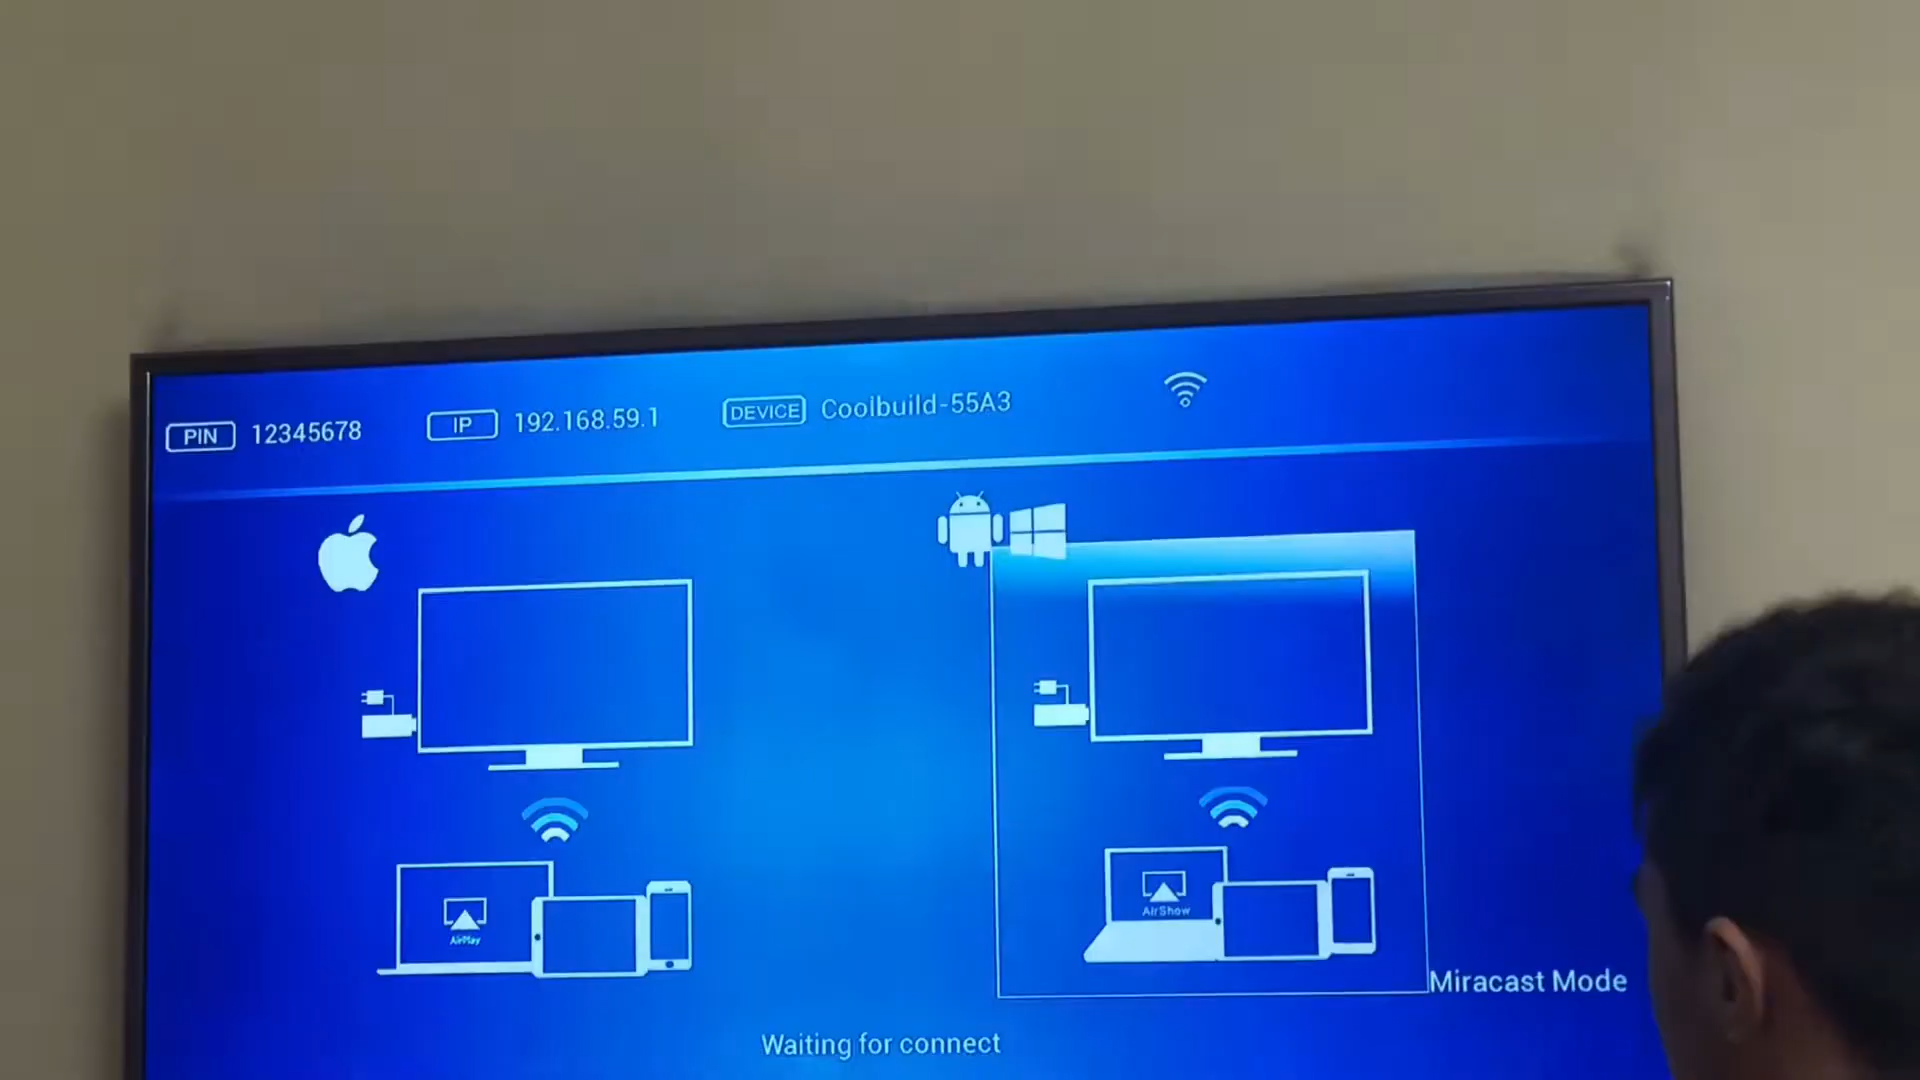 PIN 12345678 IP 192.168.59.1 DEVICE Coolbuild-55A3
AirPlay
AirShow
Miracast Mode
Waiting for connect